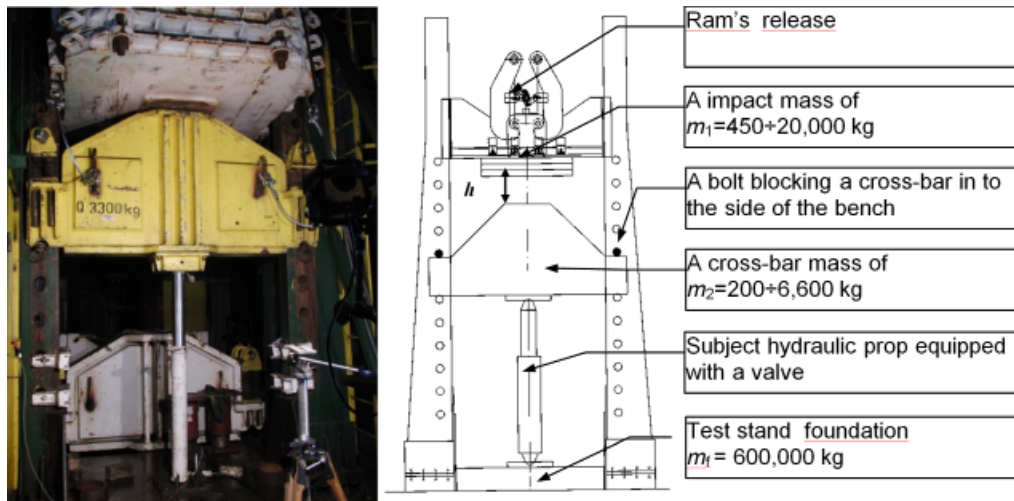 Q 3300kg
h
Ram's release
A impact mass of
m₁=450÷20,000 kg
A bolt blocking a cross-bar in to
the side of the bench
A cross-bar mass of
m₂=200÷6,600 kg
Subject hydraulic prop equipped
with a valve
Test stand foundation
m_f = 600,000 kg